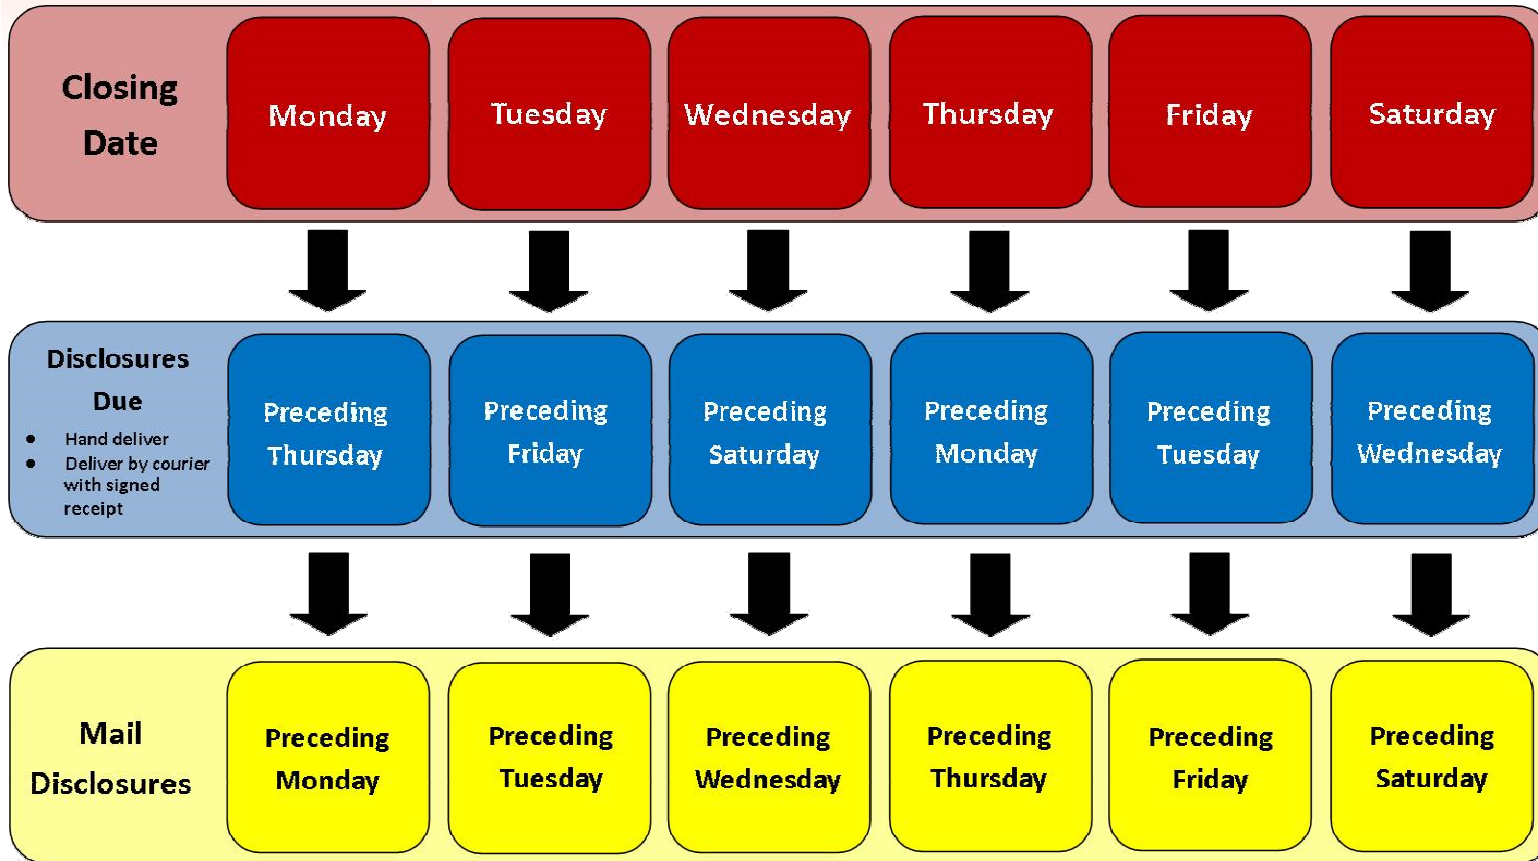 Closing
Date
Monday
Tuesday
Wednesday
Thursday
Friday
Saturday
Disclosures
Due
• Hand deliver
• Deliver by courier
with signed
receipt
Preceding
Thursday
Preceding
Friday
Preceding
Saturday
Preceding
Monday
Preceding
Tuesday
Preceding
Wednesday
Mail
Disclosures
Preceding
Monday
Preceding
Tuesday
Preceding
Wednesday
Preceding
Thursday
Preceding
Friday
Preceding
Saturday